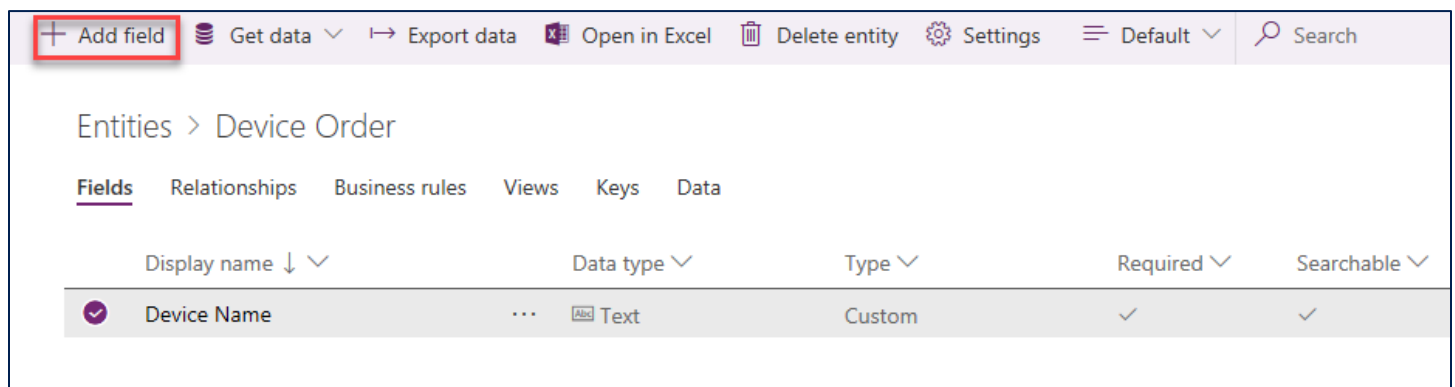 Add field Get data Export data Open in Excel Delete entity Settings Default Search
Entities > Device Order
Fields Relationships Business rules Views Keys Data
Display name ↓ Data type Type Required Searchable
Device Name ... Abc Text Custom